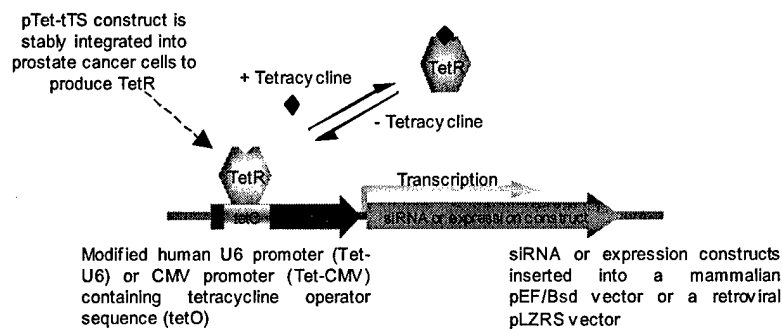 pTet-tTS construct is
stably integrated into
prostate cancer cells to
produce TetR
+ Tetracycline
TetR
- Tetracycline
TetR
Transcription
tetO
siRNA or expression construct
Modified human U6 promoter (Tet-
U6) or CMV promoter (Tet-CMV)
containing tetracycline operator
sequence (tetO)
siRNA or expression constructs
inserted into a mammalian
pEF/Bsd vector or a retroviral
pLZRS vector